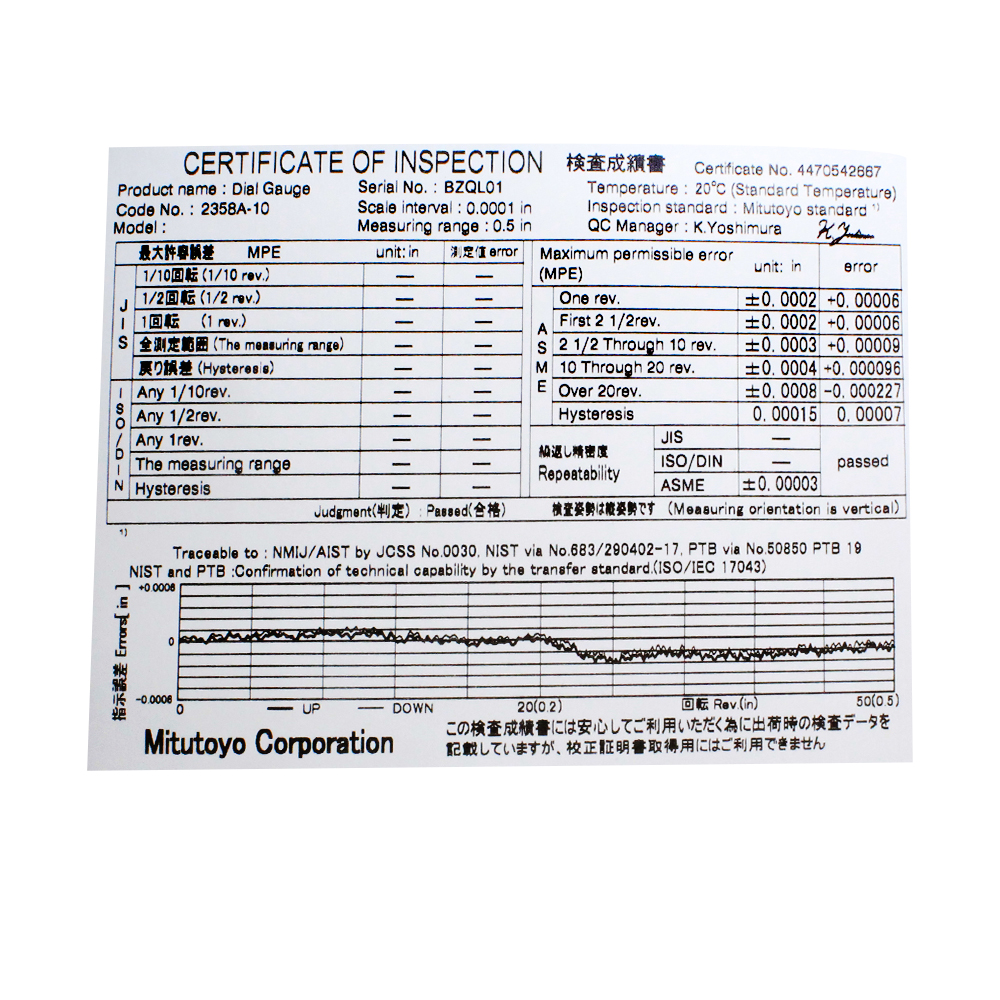 CERTIFICATE OF INSPECTION 検査成績書 Certificate No. 4470542667
Product name : Dial Gauge Serial No. : BZQL01 Temperature : 20℃ (Standard Temperature)
Code No. : 2358A-10 Scale interval : 0.0001 in Inspection standard : Mitutoyo standard 1)
Model : Measuring range : 0.5 in QC Manager : K.Yoshimura
最大許容誤差 MPE unit: in 測定値 error
JIS
1/10回転 (1/10 rev.) — —
1/2回転 (1/2 rev.) — —
1回転 (1 rev.) — —
全測定範囲 (The measuring range) — —
戻り誤差 (Hysteresis) — —
ISO/DIN
Any 1/10rev. — —
Any 1/2rev. — —
Any 1rev. — —
The measuring range — —
Hysteresis — —
Maximum permissible error (MPE) unit: in error
ASME
One rev. ±0.0002 +0.00006
First 2 1/2rev. ±0.0002 +0.00006
2 1/2 Through 10 rev. ±0.0003 +0.00009
10 Through 20 rev. ±0.0004 +0.000096
Over 20rev. ±0.0008 -0.000227
Hysteresis 0.00015 0.00007
繰返し精密度 Repeatability
JIS —
ISO/DIN — passed
ASME ±0.00003
Judgment(判定) : Passed(合格) 検査姿勢は縦姿勢です (Measuring orientation is vertical)
1)
Traceable to : NMIJ/AIST by JCSS No.0030, NIST via No.683/290402-17, PTB via No.50850 PTB 19
NIST and PTB :Confirmation of technical capability by the transfer standard.(ISO/IEC 17043)
指示誤差 Errors[ in ]
+0.0006
0
-0.0006
0 — UP — DOWN 20(0.2) 回転 Rev.(in) 50(0.5)
Mitutoyo Corporation
この検査成績書には安心してご利用いただく為に出荷時の検査データを
記載していますが、校正証明書取得用にはご利用できません